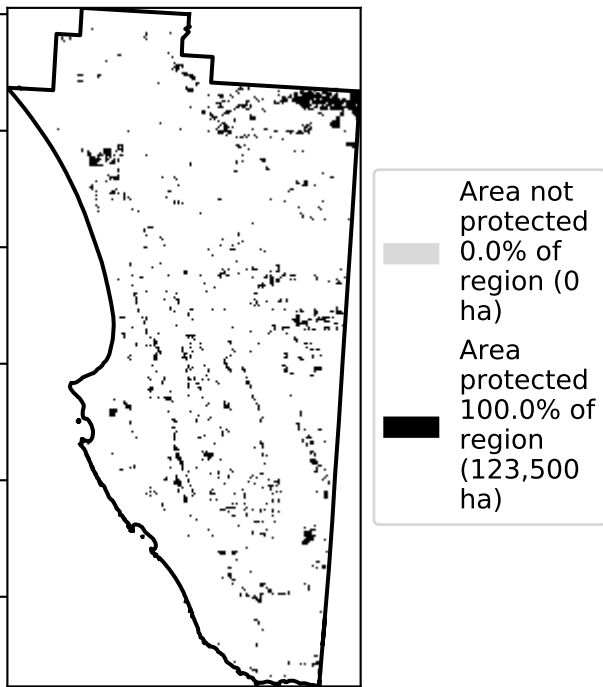 Area not
protected
0.0% of
region (0
ha)
Area
protected
100.0% of
region
(123,500
ha)